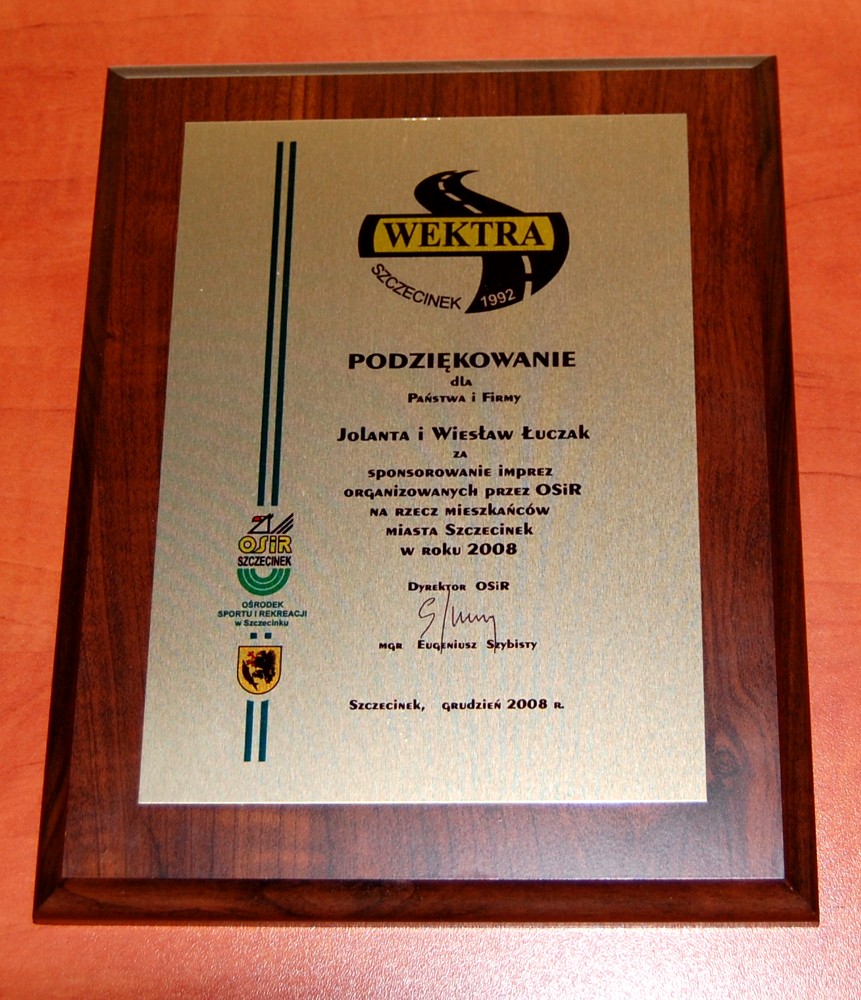 WEKTRA
SZCZECINEK 1992
PODZIĘKOWANIE
dla
Państwa i Firmy
Jolanta i Wiesław Łuczak
za
sponsorowanie imprez
organizowanych przez OSiR
na rzecz mieszkańców
miasta Szczecinek
w roku 2008
Dyrektor OSiR
mgr Eugeniusz Szybisty
Szczecinek, grudzień 2008 r.
OSiR
SZCZECINEK
OŚRODEK
SPORTU I REKREACJI
w Szczecinku